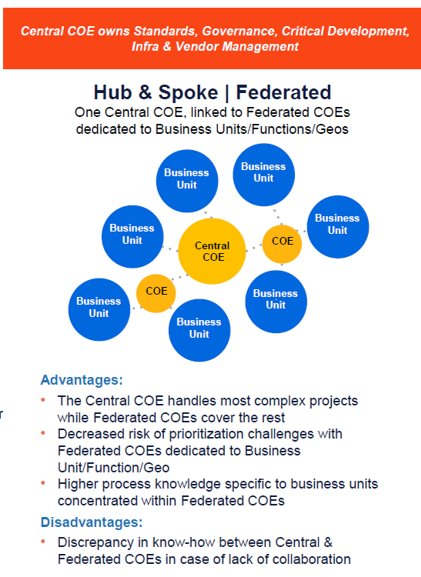 Central COE owns Standards, Governance, Critical Development,
Infra & Vendor Management
Hub & Spoke | Federated
One Central COE, linked to Federated COEs
dedicated to Business Units/Functions/Geos
Business
Unit
Business
Unit
Business
Unit
Business
Unit
Central
COE
COE
COE
Business
Unit
Business
Unit
Business
Unit
Advantages:
• The Central COE handles most complex projects
while Federated COEs cover the rest
• Decreased risk of prioritization challenges with
Federated COEs dedicated to Business
Unit/Function/Geo
• Higher process knowledge specific to business units
concentrated within Federated COEs
Disadvantages:
• Discrepancy in know-how between Central &
Federated COEs in case of lack of collaboration